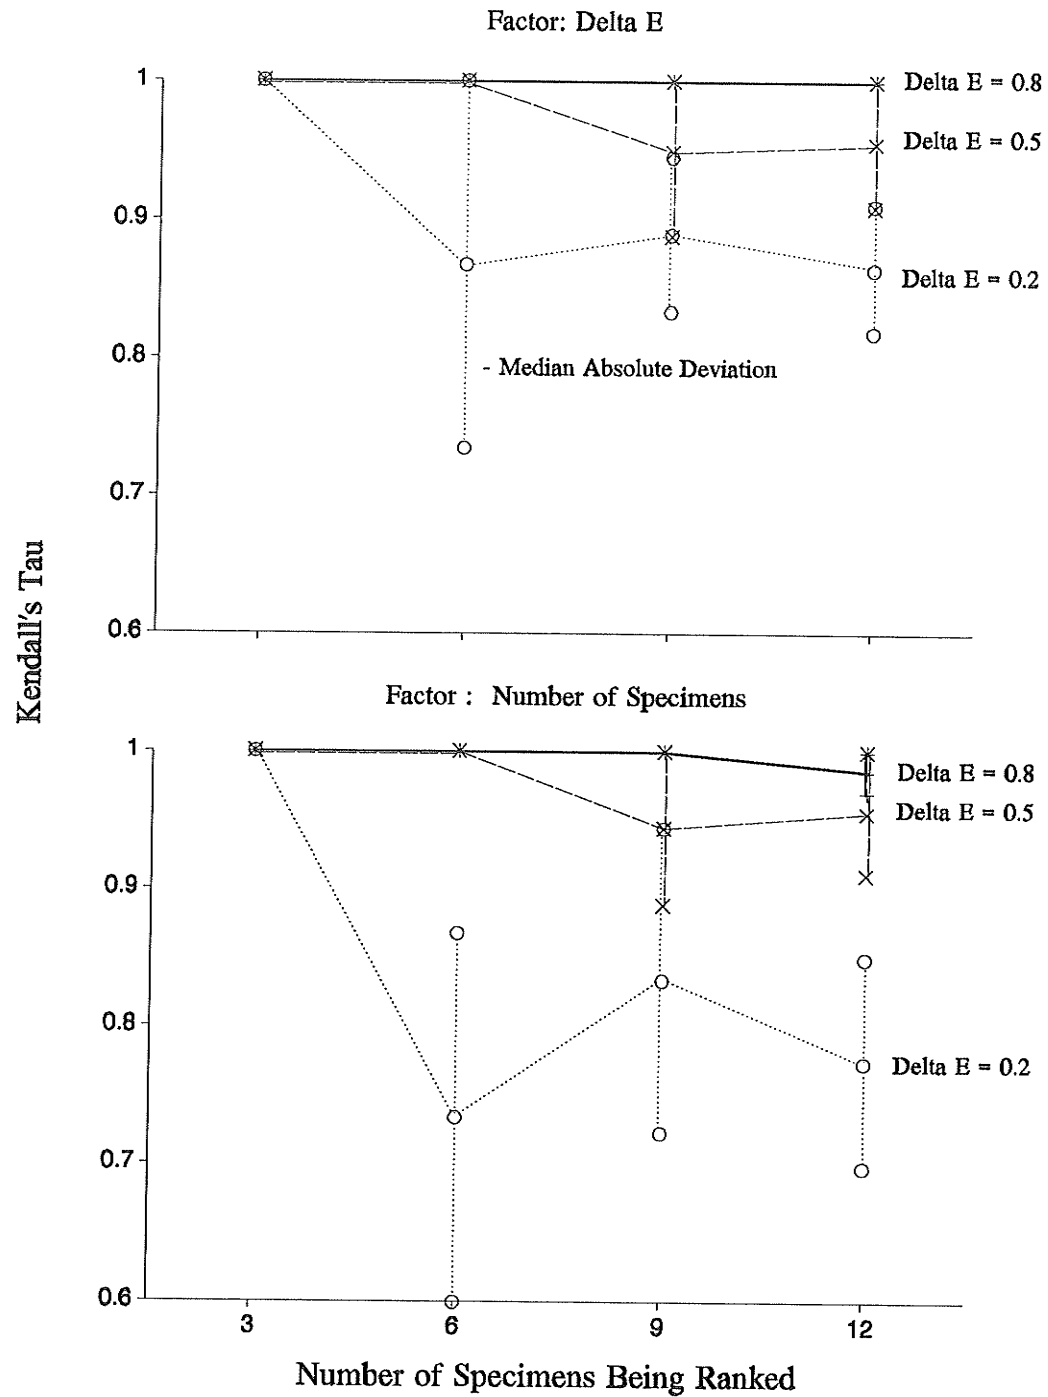 Factor: Delta E
1
Delta E = 0.8
Delta E = 0.5
0.9
Delta E = 0.2
0.8
- Median Absolute Deviation
0.7
0.6
Kendall's Tau
Factor : Number of Specimens
1
Delta E = 0.8
Delta E = 0.5
0.9
0.8
Delta E = 0.2
0.7
0.6
3 6 9 12
Number of Specimens Being Ranked